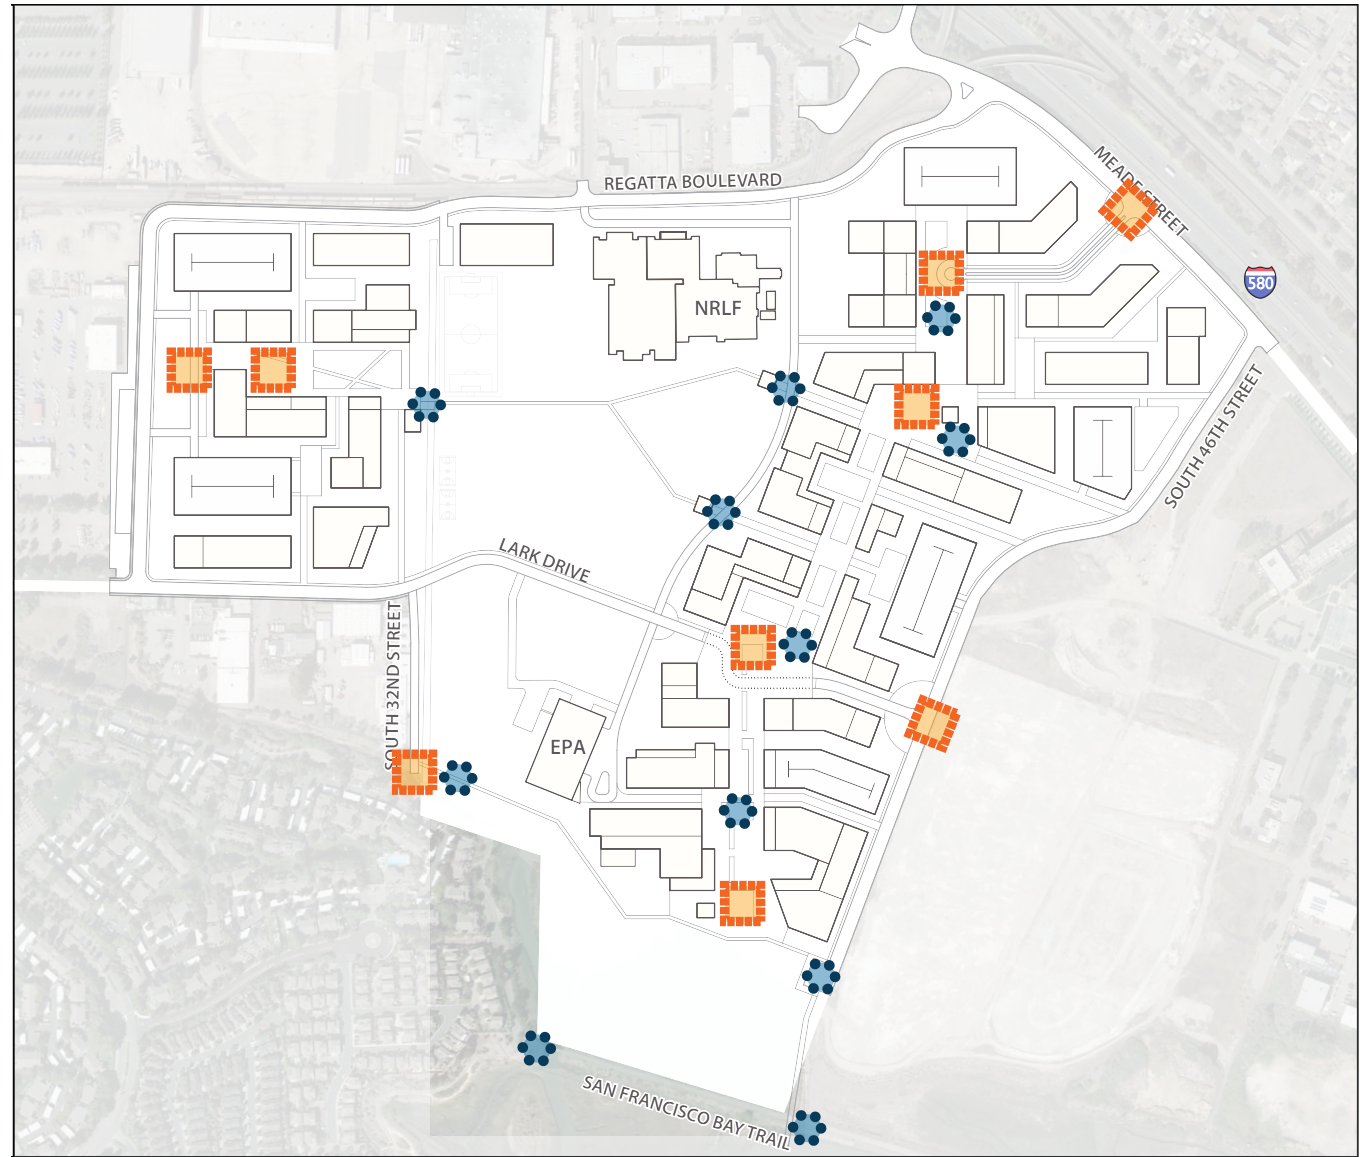 REGATTA BOULEVARD
MEADE STREET
580
NRLF
SOUTH 46TH STREET
LARK DRIVE
SOUTH 32ND STREET
EPA
SAN FRANCISCO BAY TRAIL